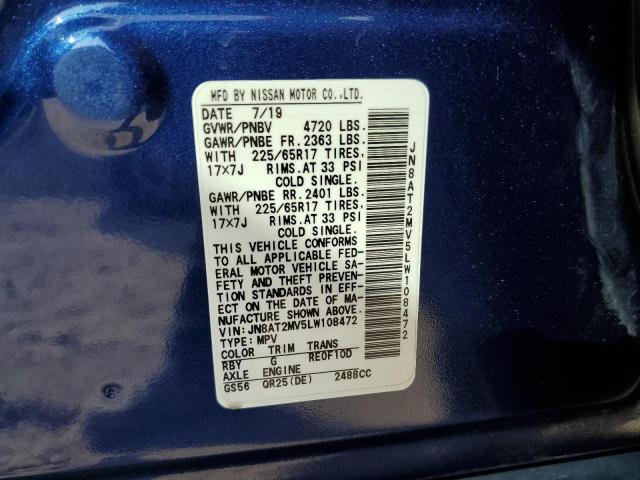 MFD BY NISSAN MOTOR CO.,LTD.
DATE 7/19
GVWR/PNBV 4720 LBS.
GAWR/PNBE FR. 2363 LBS.
WITH 225/65R17 TIRES,
17×7J RIMS.AT 33 PSI
COLD SINGLE.
GAWR/PNBE RR. 2401 LBS.
WITH 225/65R17 TIRES,
17×7J RIMS.AT 33 PSI
COLD SINGLE.
THIS VEHICLE CONFORMS
TO ALL APPLICABLE FED-
ERAL MOTOR VEHICLE SA-
FETY AND THEFT PREVEN-
TION STANDARDS IN EFF-
ECT ON THE DATE OF MA-
NUFACTURE SHOWN ABOVE.
VIN:JN8AT2MV5LW108472
TYPE: MPV
COLOR TRIM TRANS
RBY G RE0F10D
AXLE ENGINE
GS56 QR25(DE) 2488CC
JN8AT2MV5LW108472